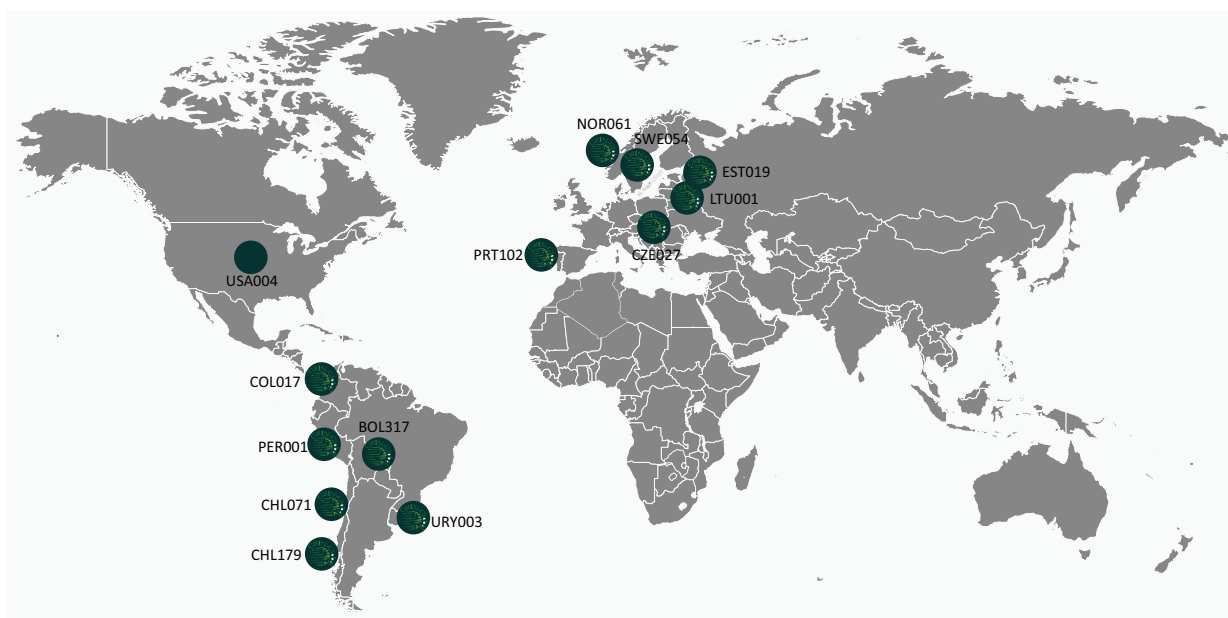 NOR061
SWE054
EST019
LTU001
PRT102
CZE027
USA004
COL017
BOL317
PER001
CHL071
URY003
CHL179